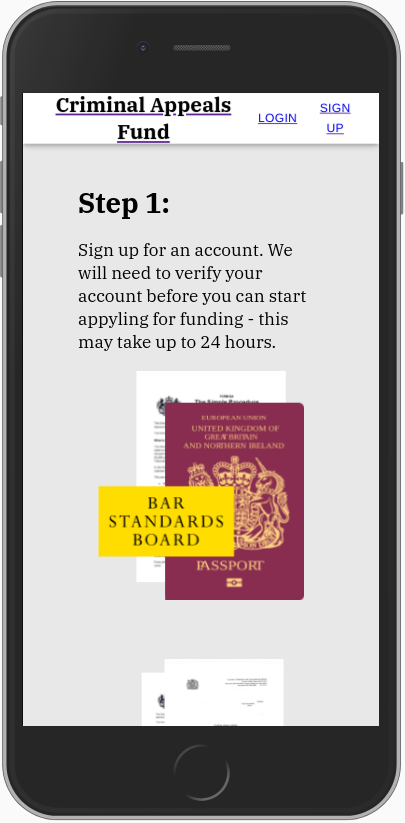 Criminal Appeals
Fund
LOGIN
SIGN
UP
Step 1:
Sign up for an account. We
will need to verify your
account before you can start
appyling for funding - this
may take up to 24 hours.
EUROPEAN UNION
UNITED KINGDOM OF
GREAT BRITAIN
AND NORTHERN IRELAND
BAR
STANDARDS
BOARD
PASSPORT